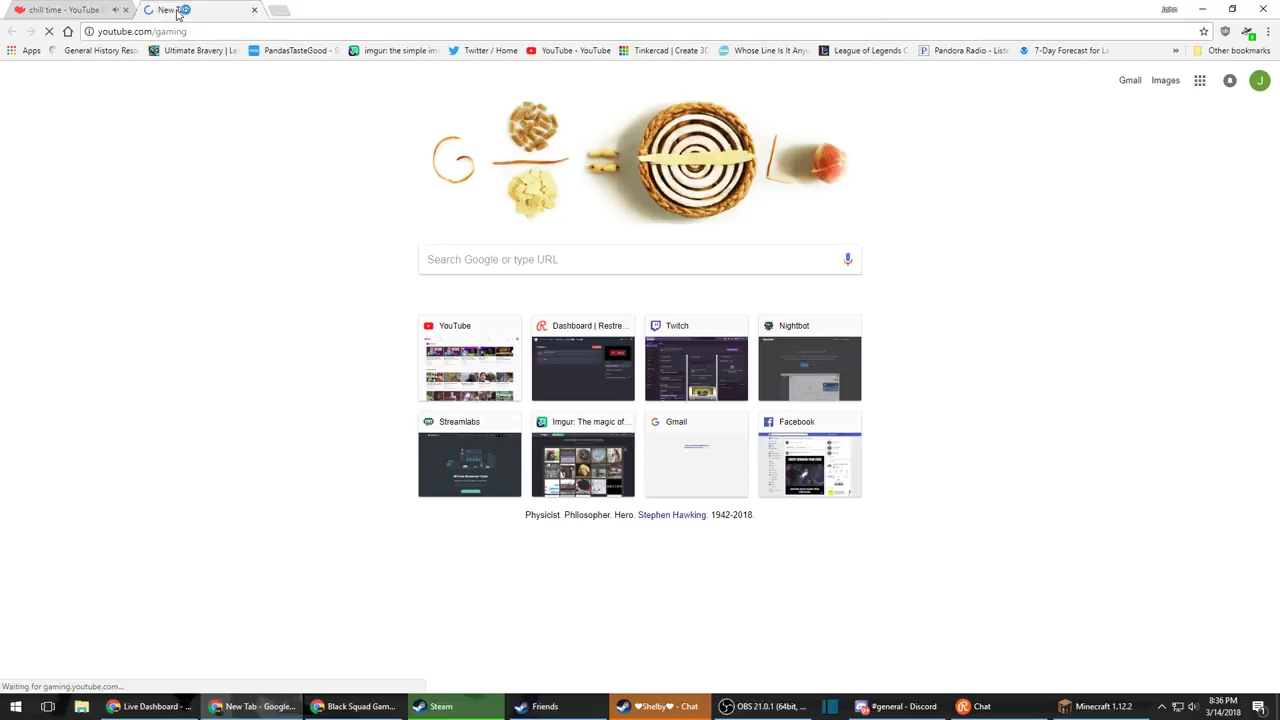 chill time - YouTube
New Tab
John
youtube.com/gaming
Apps
General History Reso
Ultimate Bravery | Le
PandasTasteGood - S
imgur: the simple im
Twitter / Home
YouTube - YouTube
Tinkercad | Create 3D
Whose Line Is It Any
League of Legends C
Pandora Radio - Liste
7-Day Forecast for La
»
Other bookmarks
Gmail
Images
J
Search Google or type URL
YouTube
Dashboard | Restre...
Twitch
Nightbot
Streamlabs
Imgur: The magic of...
Gmail
Facebook
Physicist. Philosopher. Hero. Stephen Hawking. 1942-2018.
Waiting for gaming.youtube.com...
Live Dashboard - ...
New Tab - Google...
Black Squad Gam...
Steam
Friends
♥Shelby♥ - Chat
OBS 21.0.1 (64bit, ...
#general - Discord
Chat
Minecraft 1.12.2
8:36 PM
3/14/2018